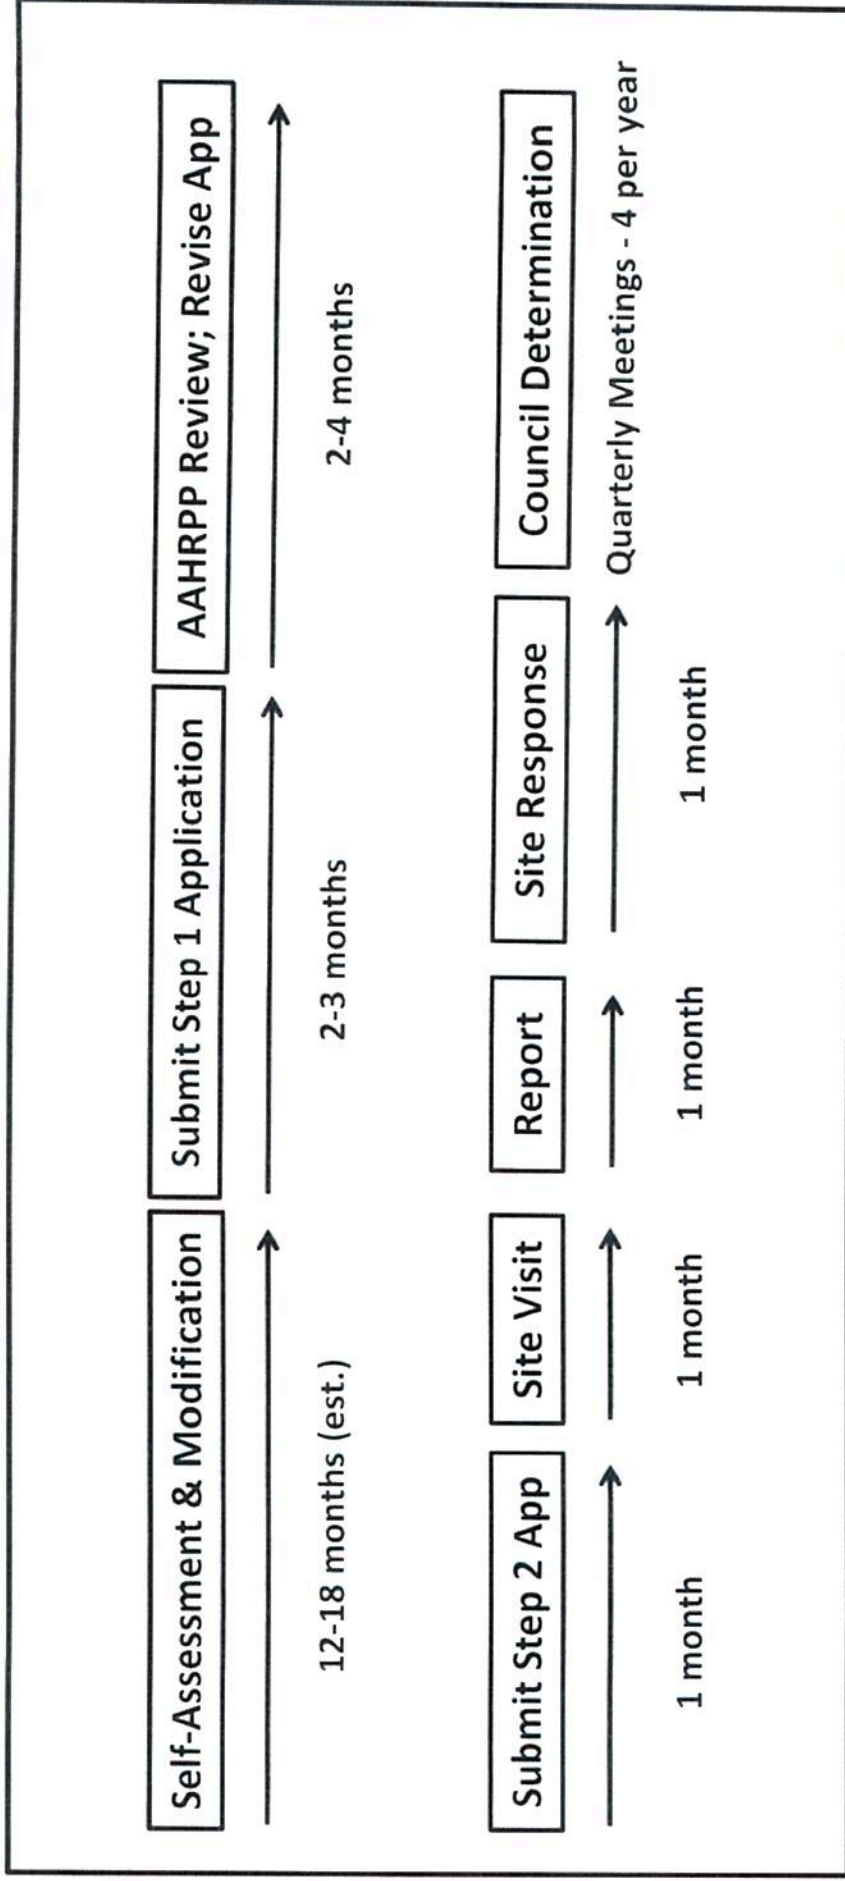 Self-Assessment & Modification
Submit Step 1 Application
AAHRPP Review; Revise App
12-18 months (est.)
2-3 months
2-4 months
Submit Step 2 App
Site Visit
Report
Site Response
Council Determination
Quarterly Meetings - 4 per year
1 month
1 month
1 month
1 month